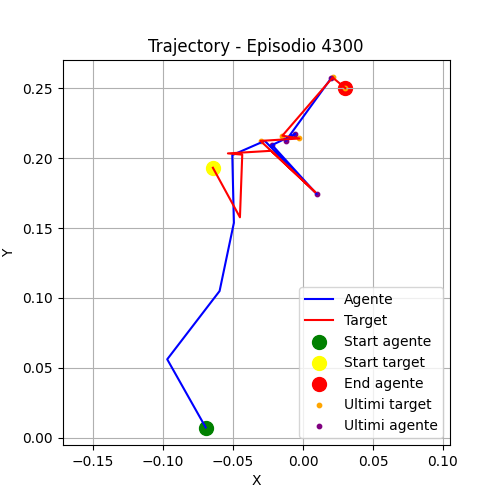 Trajectory - Episodio 4300
Y
0.25
0.20
0.15
0.10
0.05
0.00
−0.15
−0.10
−0.05
0.00
0.05
0.10
X
Agente
Target
Start agente
Start target
End agente
Ultimi target
Ultimi agente